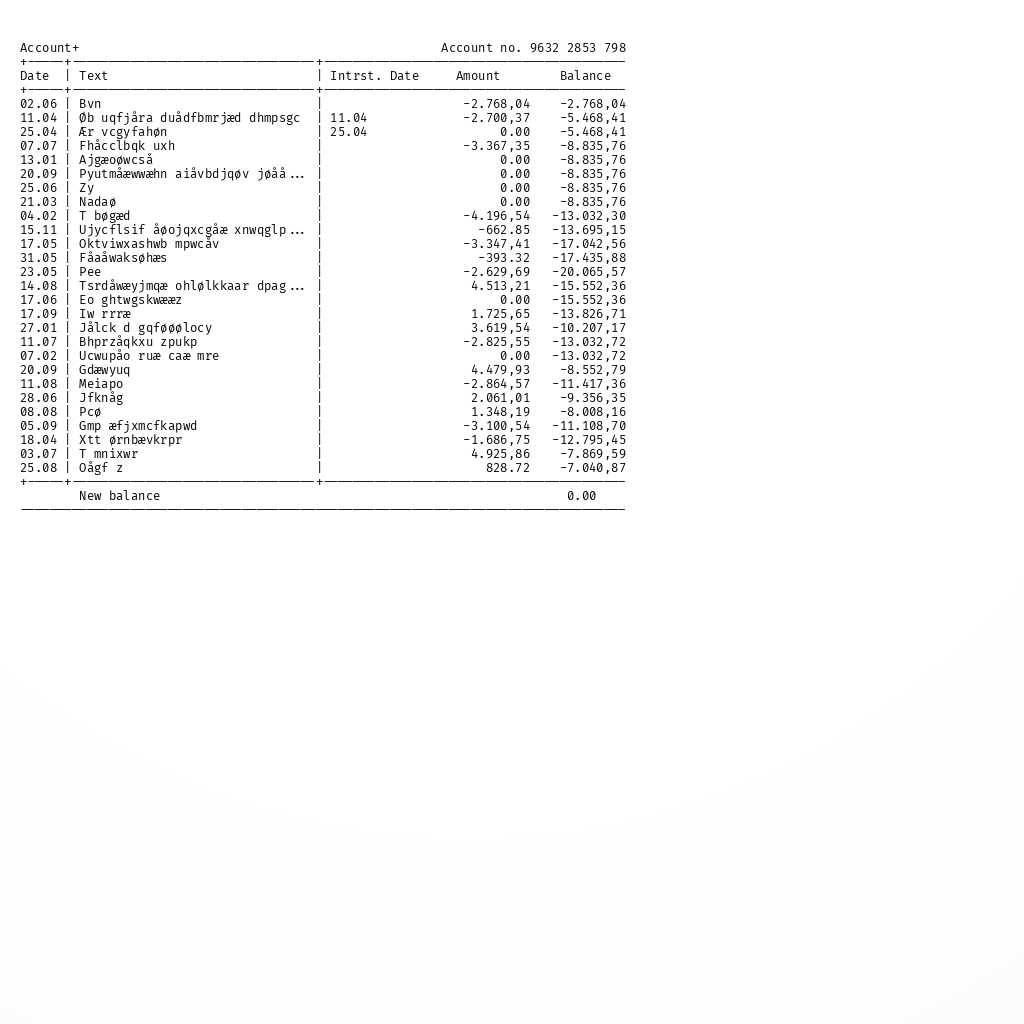 Account+ Account no. 9632 2853 798
Date | Text | Intrst. Date Amount Balance
02.06 | Bvn | -2.768,04 -2.768,04
11.04 | Øb uqfjåra duådfbmrjæd dhmpsgc | 11.04 -2.700,37 -5.468,41
25.04 | Ær vcgyfahøn | 25.04 0.00 -5.468,41
07.07 | Fhåcclbqk uxh | -3.367,35 -8.835,76
13.01 | Ajgæoøwcså | 0.00 -8.835,76
20.09 | Pyutmåæwwæhn aiåvbdjqøv jøåå... | 0.00 -8.835,76
25.06 | Zy | 0.00 -8.835,76
21.03 | Nadaø | 0.00 -8.835,76
04.02 | T bøgæd | -4.196,54 -13.032,30
15.11 | Ujycflsif åøojqxcgåæ xnwqglp... | -662.85 -13.695,15
17.05 | Oktviwxashwb mpwcåv | -3.347,41 -17.042,56
31.05 | Fåaåwaksøhæs | -393.32 -17.435,88
23.05 | Pee | -2.629,69 -20.065,57
14.08 | Tsrdåwæyjmqæ ohlølkkaar dpag... | 4.513,21 -15.552,36
17.06 | Eo ghtwgskwææz | 0.00 -15.552,36
17.09 | Iw rrræ | 1.725,65 -13.826,71
27.01 | Jålck d gqføøølocy | 3.619,54 -10.207,17
11.07 | Bhprzåqkxu zpukp | -2.825,55 -13.032,72
07.02 | Ucwupåo ruæ caæ mre | 0.00 -13.032,72
20.09 | Gdæwyuq | 4.479,93 -8.552,79
11.08 | Meiapo | -2.864,57 -11.417,36
28.06 | Jfknåg | 2.061,01 -9.356,35
08.08 | Pcø | 1.348,19 -8.008,16
05.09 | Gmp æfjxmcfkapwd | -3.100,54 -11.108,70
18.04 | Xtt ørnbævkrpr | -1.686,75 -12.795,45
03.07 | T mnixwr | 4.925,86 -7.869,59
25.08 | Oågf z | 828.72 -7.040,87
New balance 0.00